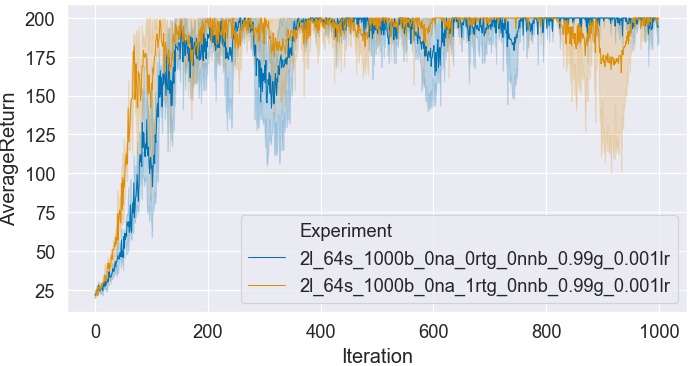 200
175
150
125
100
75
50
25
AverageReturn
Experiment
2l_64s_1000b_0na_0rtg_0nnb_0.99g_0.001lr
2l_64s_1000b_0na_1rtg_0nnb_0.99g_0.001lr
0 200 400 600 800 1000
Iteration